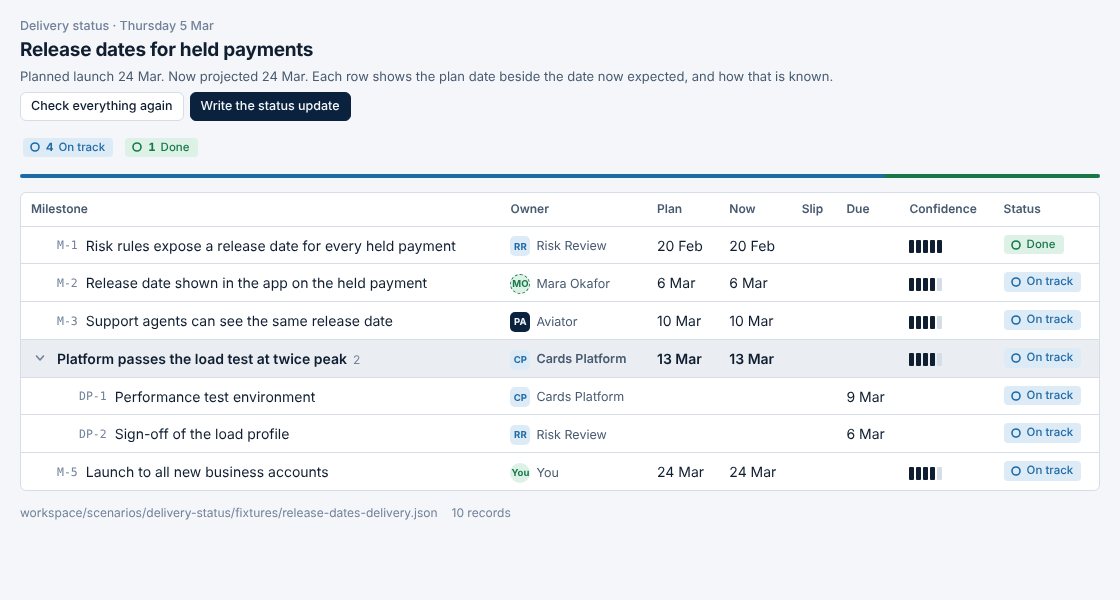 Delivery status · Thursday 5 Mar
Release dates for held payments
Planned launch 24 Mar. Now projected 24 Mar. Each row shows the plan date beside the date now expected, and how that is known.
Check everything again Write the status update
4 On track 1 Done
Milestone Owner Plan Now Slip Due Confidence Status
M-1 Risk rules expose a release date for every held payment RR Risk Review 20 Feb 20 Feb Done
M-2 Release date shown in the app on the held payment MO Mara Okafor 6 Mar 6 Mar On track
M-3 Support agents can see the same release date PA Aviator 10 Mar 10 Mar On track
Platform passes the load test at twice peak 2 CP Cards Platform 13 Mar 13 Mar On track
DP-1 Performance test environment CP Cards Platform 9 Mar On track
DP-2 Sign-off of the load profile RR Risk Review 6 Mar On track
M-5 Launch to all new business accounts You You 24 Mar 24 Mar On track
workspace/scenarios/delivery-status/fixtures/release-dates-delivery.json 10 records